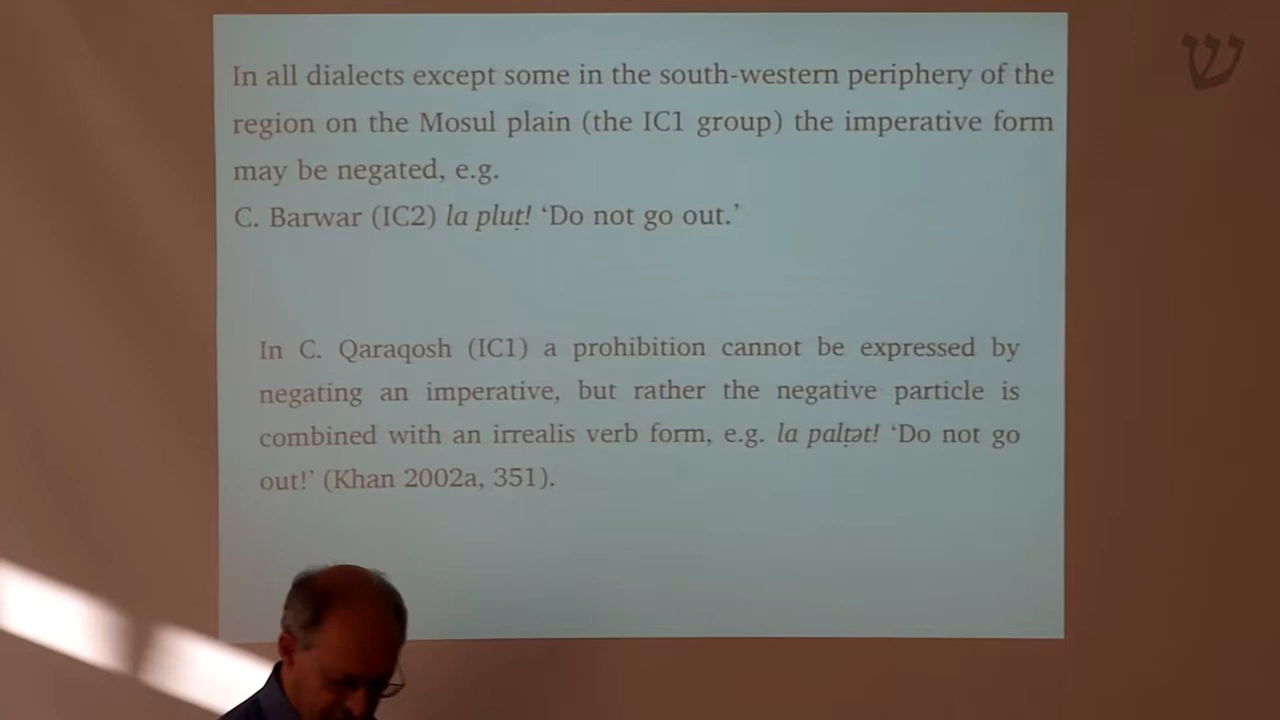 ש
In all dialects except some in the south-western periphery of the
region on the Mosul plain (the IC1 group) the imperative form
may be negated, e.g.
C. Barwar (IC2) la pluṭ! ‘Do not go out.’
In C. Qaraqosh (IC1) a prohibition cannot be expressed by
negating an imperative, but rather the negative particle is
combined with an irrealis verb form, e.g. la palṭət! ‘Do not go
out!’ (Khan 2002a, 351).